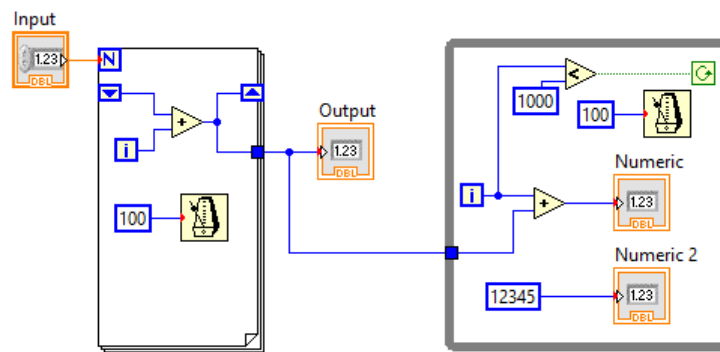 Input
1.23
DBL
N
+
i
100
Output
1.23
DBL
<
1000
100
i
+
Numeric
1.23
DBL
Numeric 2
12345
1.23
DBL